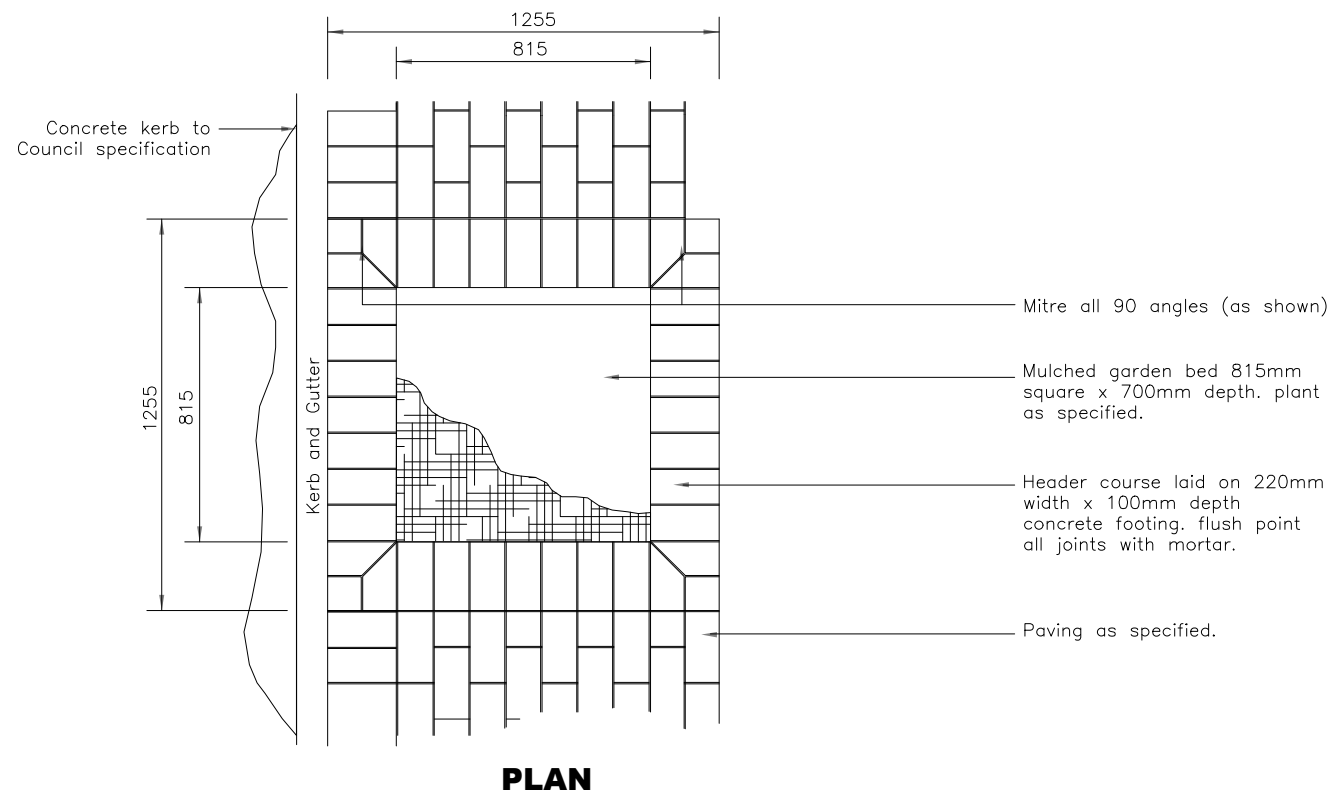 1255
815
Concrete kerb to
Council specification
1255
815
Kerb and Gutter
Mitre all 90 angles (as shown)
Mulched garden bed 815mm
square x 700mm depth. plant
as specified.
Header course laid on 220mm
width x 100mm depth
concrete footing. flush point
all joints with mortar.
Paving as specified.
PLAN